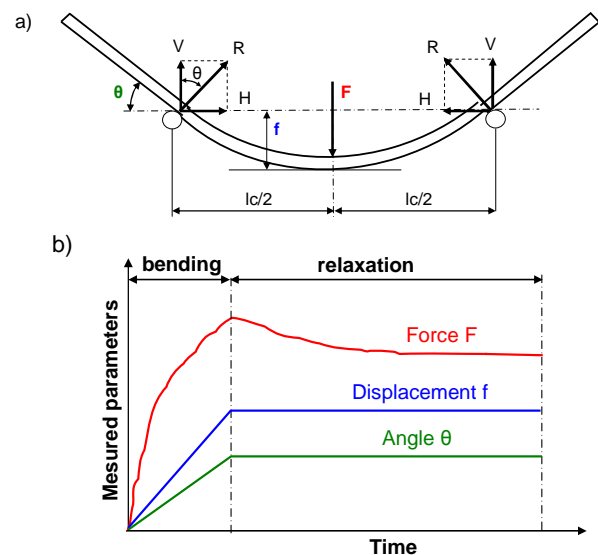 a)
V R R V
θ
θ H F H
f
lc/2 lc/2
b)
bending relaxation
Mesured parameters
Force F
Displacement f
Angle θ
Time